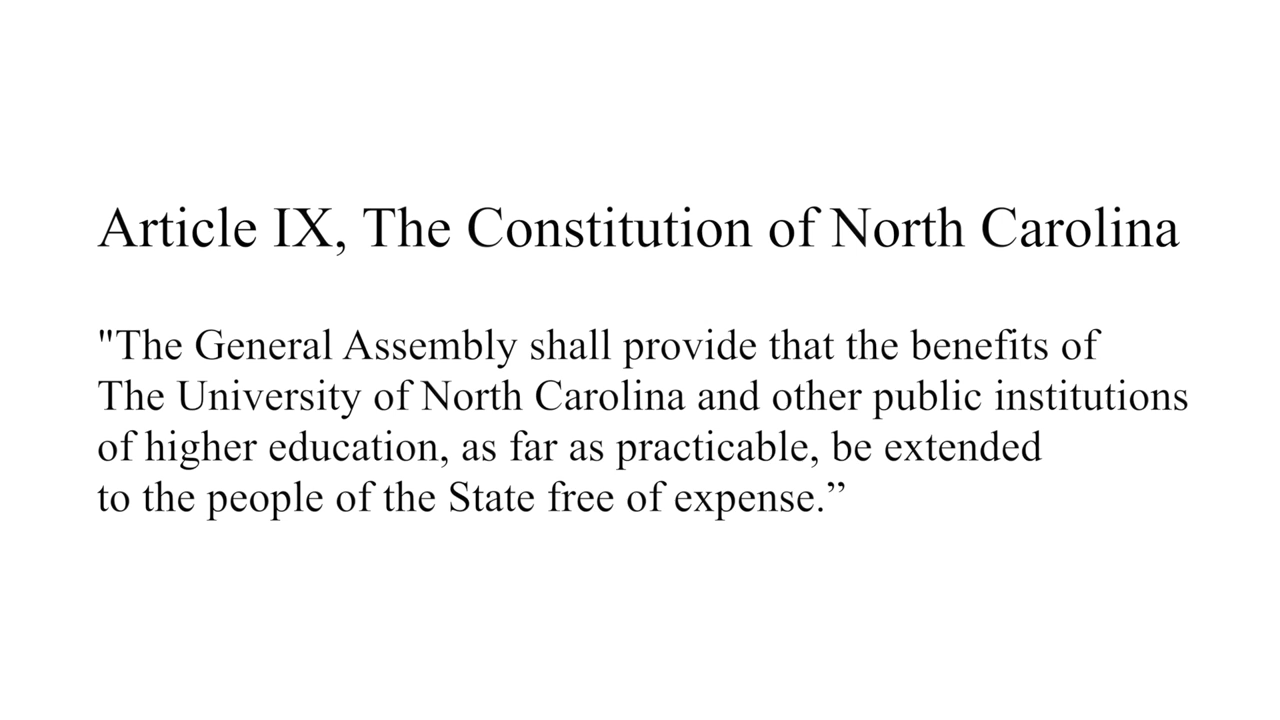 Article IX, The Constitution of North Carolina
"The General Assembly shall provide that the benefits of
The University of North Carolina and other public institutions
of higher education, as far as practicable, be extended
to the people of the State free of expense.”